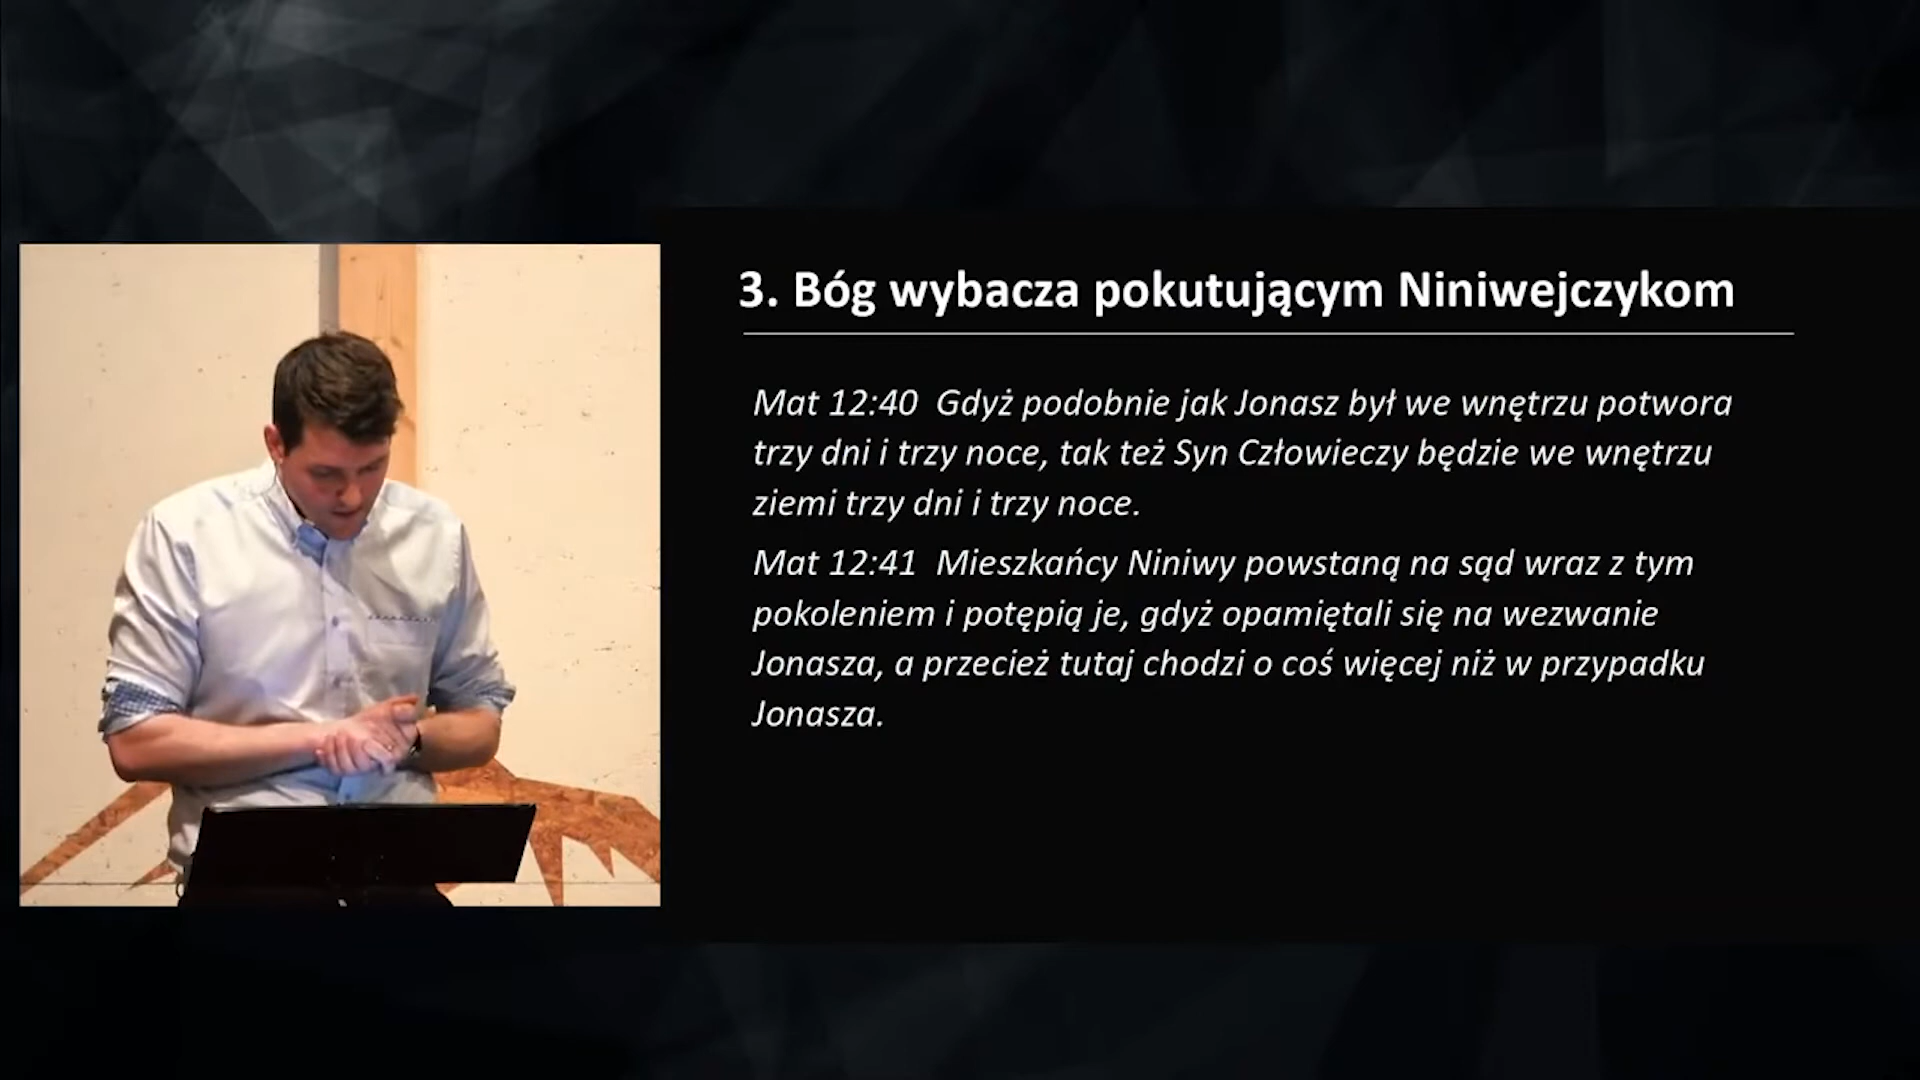 3. Bóg wybacza pokutującym Niniwejczykom
Mat 12:40 Gdyż podobnie jak Jonasz był we wnętrzu potwora
trzy dni i trzy noce, tak też Syn Człowieczy będzie we wnętrzu
ziemi trzy dni i trzy noce.
Mat 12:41 Mieszkańcy Niniwy powstaną na sąd wraz z tym
pokoleniem i potępią je, gdyż opamiętali się na wezwanie
Jonasza, a przecież tutaj chodzi o coś więcej niż w przypadku
Jonasza.